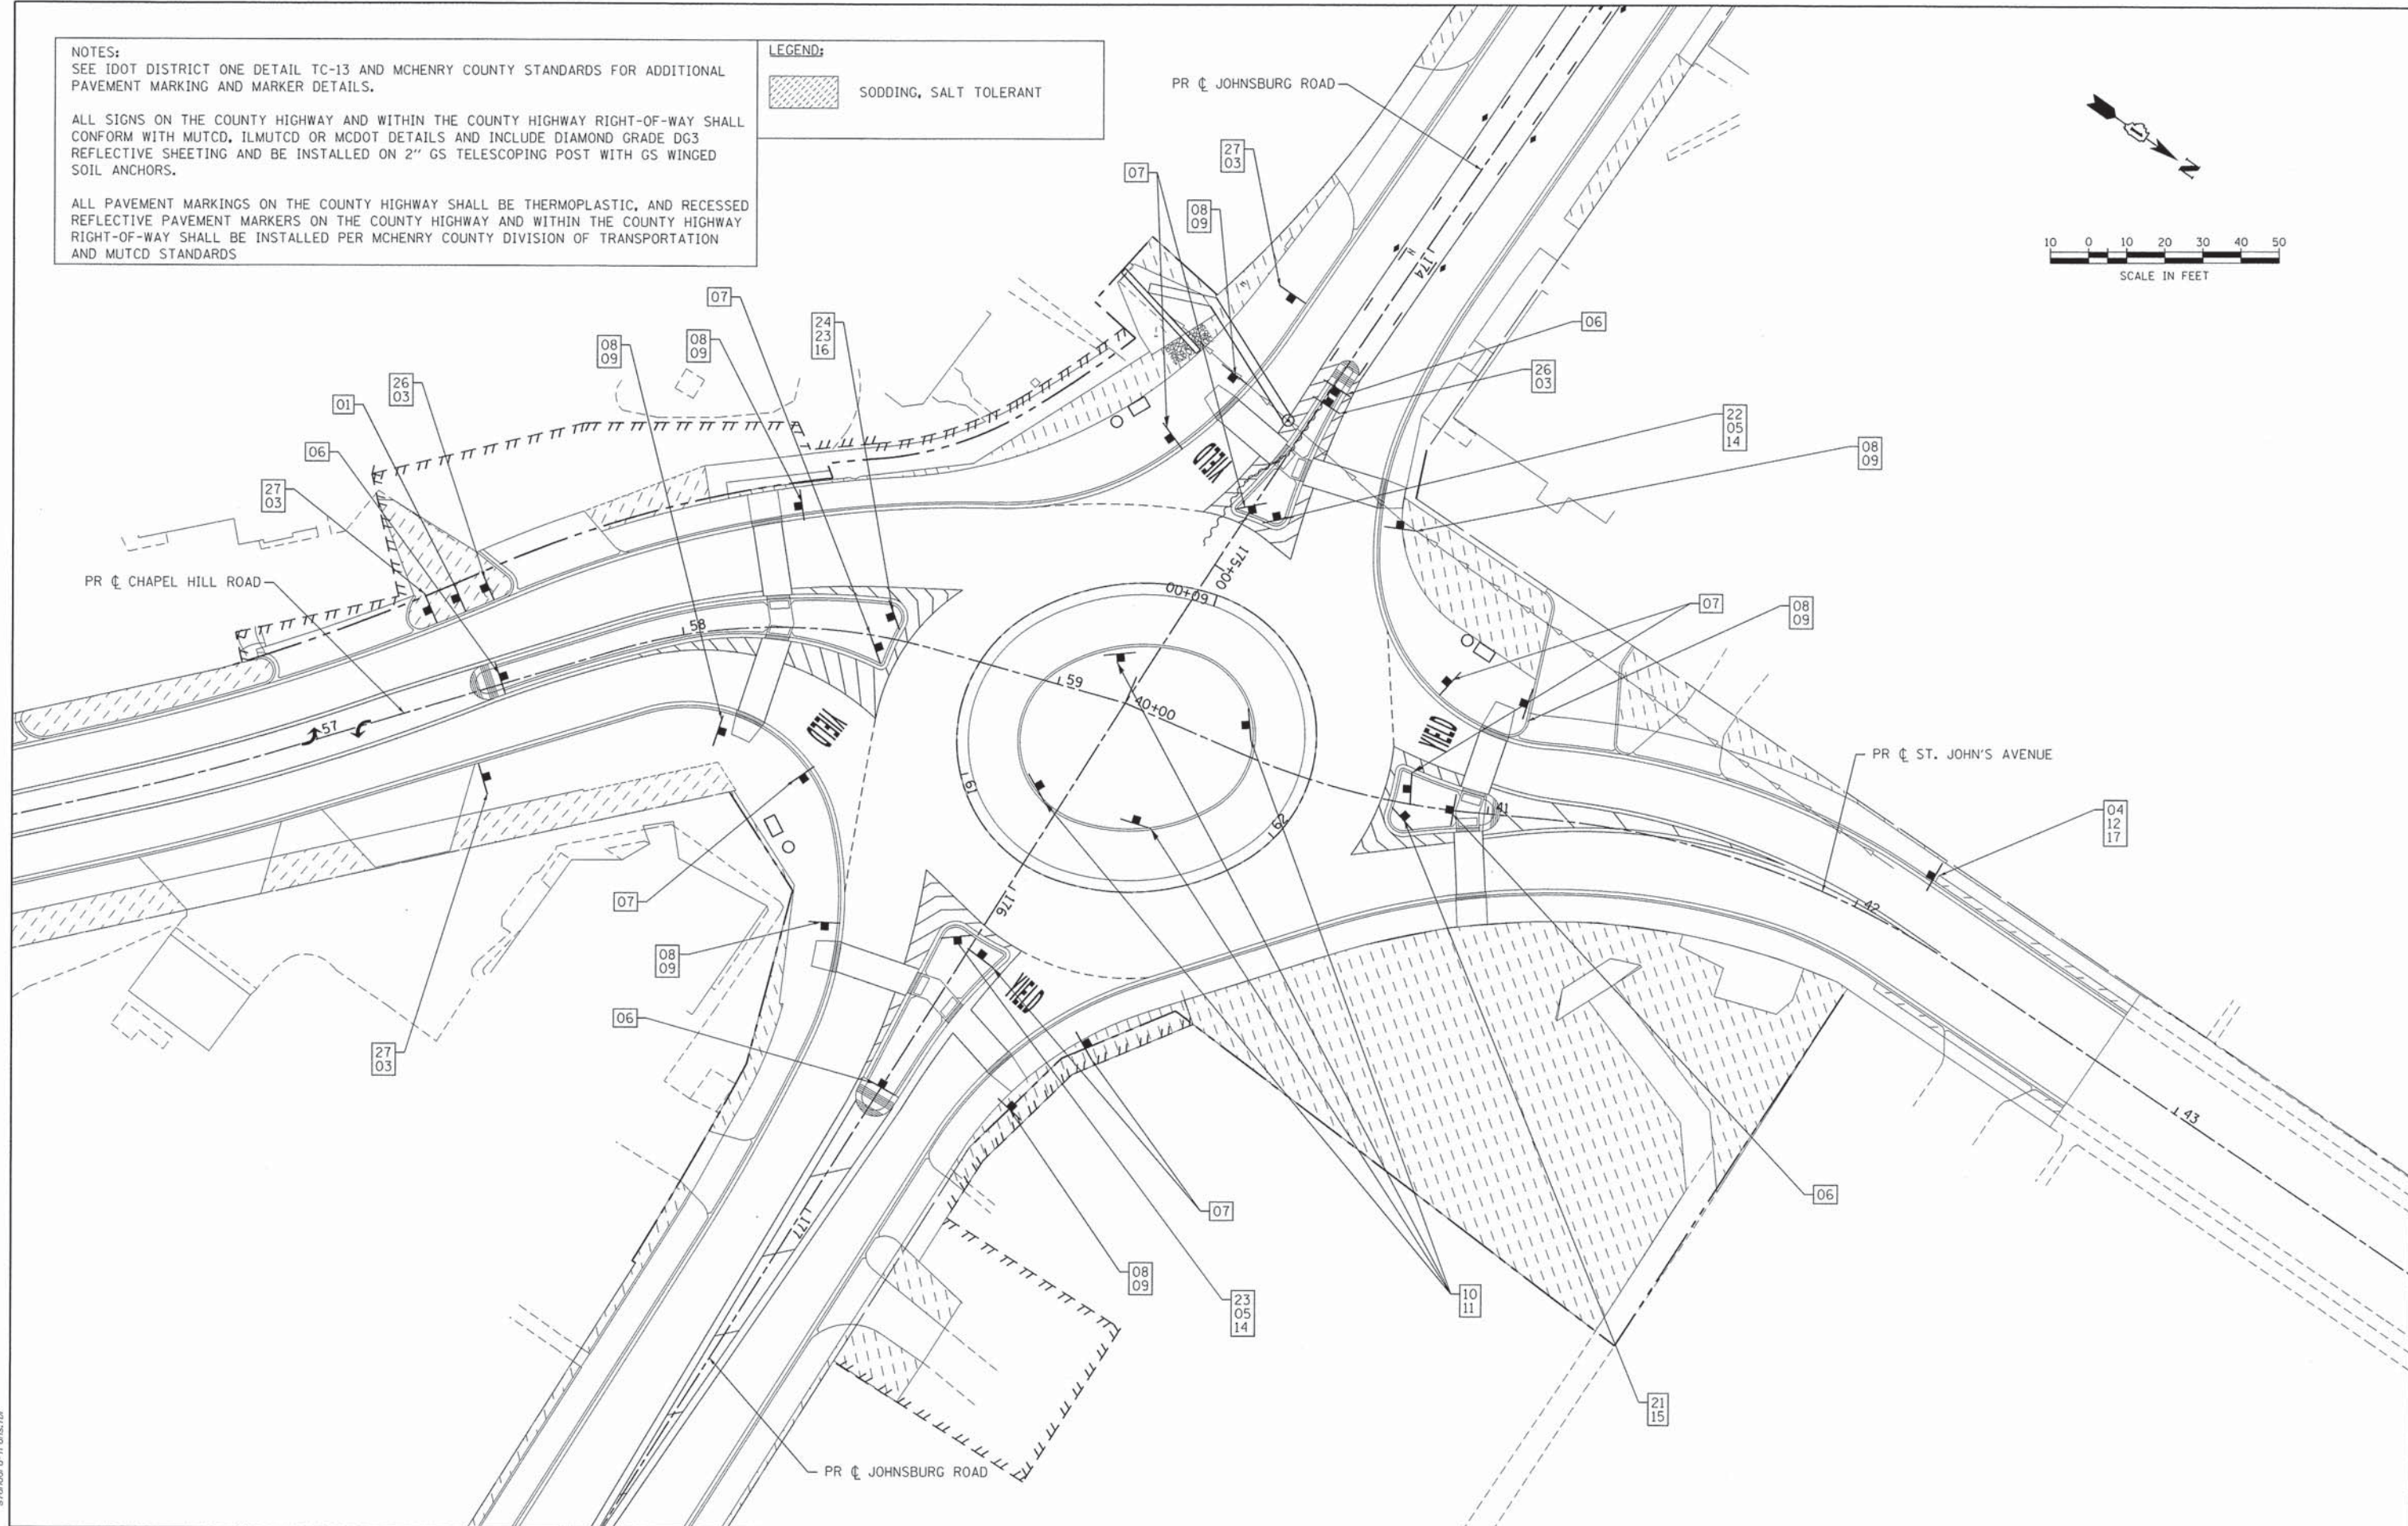 NOTES:
SEE IDOT DISTRICT ONE DETAIL TC-13 AND MCHENRY COUNTY STANDARDS FOR ADDITIONAL
PAVEMENT MARKING AND MARKER DETAILS.
ALL SIGNS ON THE COUNTY HIGHWAY AND WITHIN THE COUNTY HIGHWAY RIGHT-OF-WAY SHALL
CONFORM WITH MUTCD, ILMUTCD OR MCDOT DETAILS AND INCLUDE DIAMOND GRADE DG3
REFLECTIVE SHEETING AND BE INSTALLED ON 2" GS TELESCOPING POST WITH GS WINGED
SOIL ANCHORS.
ALL PAVEMENT MARKINGS ON THE COUNTY HIGHWAY SHALL BE THERMOPLASTIC, AND RECESSED
REFLECTIVE PAVEMENT MARKERS ON THE COUNTY HIGHWAY AND WITHIN THE COUNTY HIGHWAY
RIGHT-OF-WAY SHALL BE INSTALLED PER MCHENRY COUNTY DIVISION OF TRANSPORTATION
AND MUTCD STANDARDS
LEGEND:
SODDING, SALT TOLERANT
PR ℄ JOHNSBURG ROAD
N
10 0 10 20 30 40 50
SCALE IN FEET
27
03
07
08
09
174
07
24
23
16
06
08
09
08
09
26
03
26
03
01
22
05
14
06
08
09
27
03
YIELD
175+00
PR ℄ CHAPEL HILL ROAD
60+00
07
08
09
58
59
40+00
57
YIELD
YIELD
PR ℄ ST. JOHN'S AVENUE
61
62
41
04
12
17
42
07
176
08
09
YIELD
06
27
03
43
06
07
177
08
09
10
11
23
05
14
21
15
PR ℄ JOHNSBURG ROAD